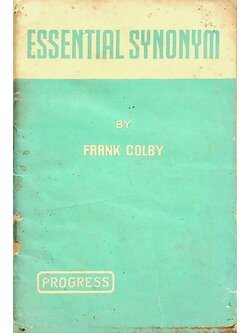 ESSENTIAL SYNONYM
BY
FRANK COLBY
PROGRESS